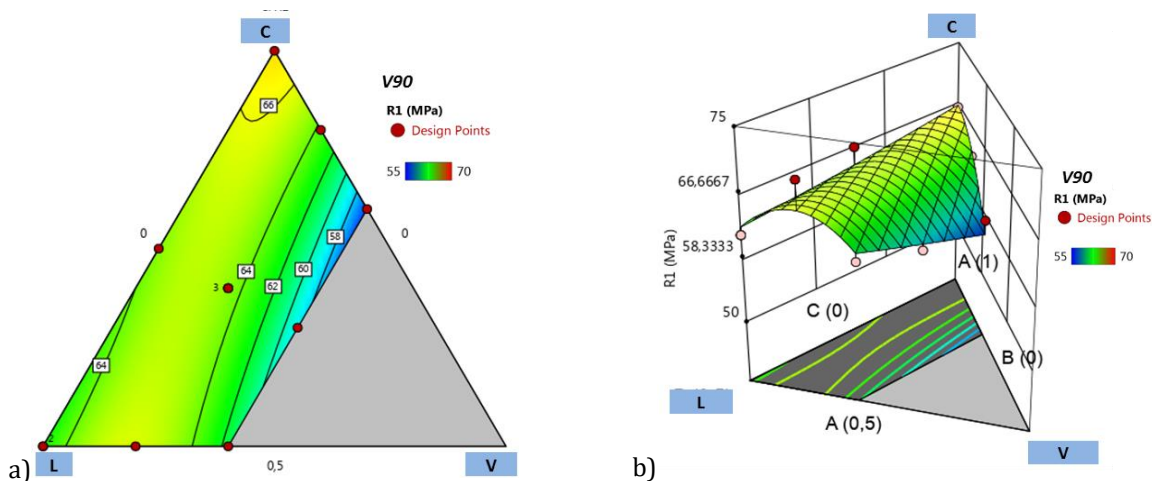 C
V90
R1 (MPa)
Design Points
55
70
66
0
0
58
64
60
62
3
64
2
L
0,5
V
a)
C
75
66,6667
58,3333
50
R1 (MPa)
V90
R1 (MPa)
Design Points
55
70
A (1)
C (0)
B (0)
L
A (0,5)
V
b)